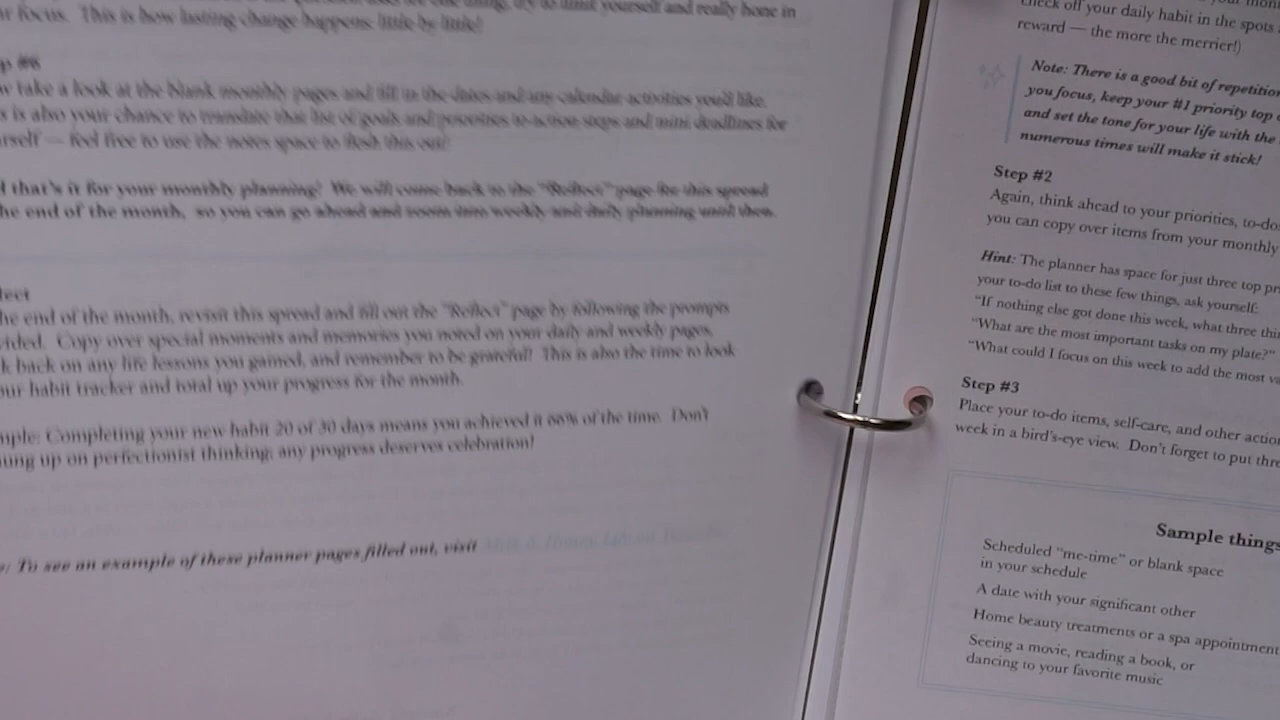 try to limit yourself and really hone in
r focus. This is how lasting change happens: little by little!
p #6
w take a look at the blank monthly pages and fill in the dates and any calendar activities you'd like.
s is also your chance to translate that list of goals and priorities to action steps and mini deadlines for
rself — feel free to use the notes space to flesh this out!
d that's it for your monthly planning! We will come back to the "Reflect" page for this spread
he end of the month, so you can go ahead and zoom into weekly and daily planning until then.
lect
he end of the month, revisit this spread and fill out the "Reflect" page by following the prompts
vided. Copy over special moments and memories you noted on your daily and weekly pages,
k back on any life lessons you gained, and remember to be grateful! This is also the time to look
our habit tracker and total up your progress for the month.
mple: Completing your new habit 20 of 30 days means you achieved it 66% of the time. Don't
ung up on perfectionist thinking; any progress deserves celebration!
e: To see an example of these planner pages filled out, visit
check off your daily habit in the spots
reward — the more the merrier!)
Note: There is a good bit of repetition
you focus, keep your #1 priority top
and set the tone for your life with the
numerous times will make it stick!
Step #2
Again, think ahead to your priorities, to-do
you can copy over items from your monthly
Hint: The planner has space for just three top pr
your to-do list to these few things, ask yourself:
"If nothing else got done this week, what three thi
"What are the most important tasks on my plate?"
"What could I focus on this week to add the most v
Step #3
Place your to-do items, self-care, and other actio
week in a bird's-eye view. Don't forget to put thre
Sample things
Scheduled "me-time" or blank space
in your schedule
A date with your significant other
Home beauty treatments or a spa appointment
Seeing a movie, reading a book, or
dancing to your favorite music